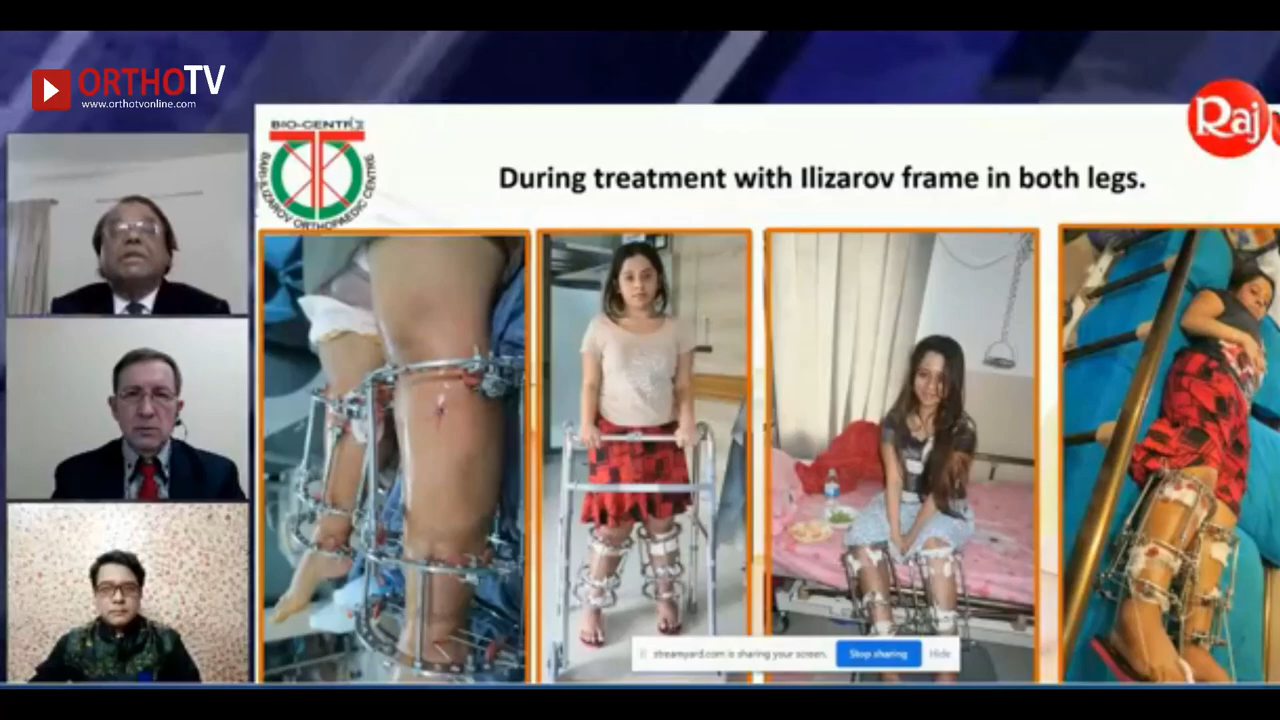 ORTHOTV
www.orthotvonline.com
BIO-CENTRE
BARI-ILIZAROV ORTHOPAEDIC CENTRE
Raj
During treatment with Ilizarov frame in both legs.
streamyard.com is sharing your screen.
Stop sharing
Hide